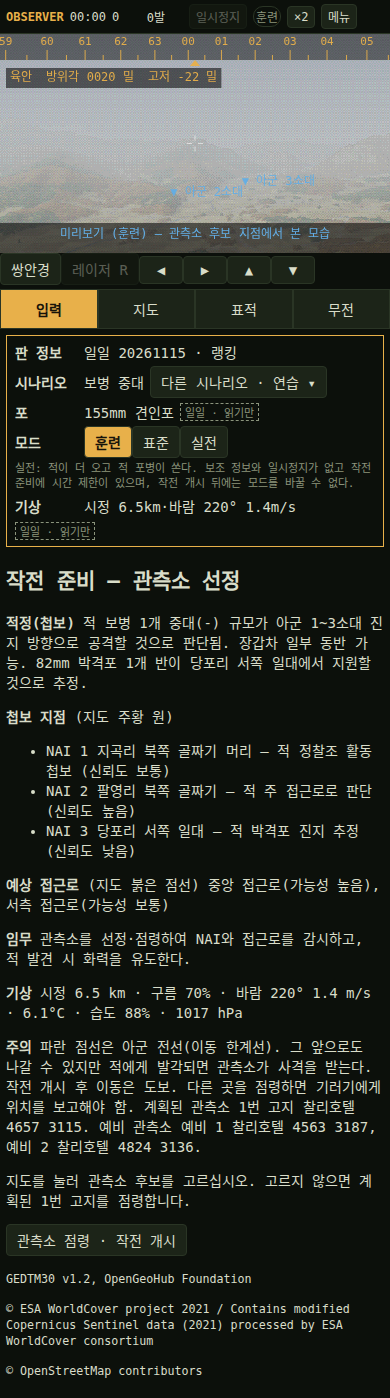 OBSERVER 00:00 0 0발 일시정지 훈련 ×2 메뉴
59 60 61 62 63 00 01 02 03 04 05
육안 방위각 0020 밀 고저 -22 밀
▼ 아군 3소대
아군 2소대
미리보기 (훈련) — 관측소 후보 지점에서 본 모습
쌍안경 레이저 R ◀ ▶ ▲ ▼
입력 지도 표적 무전
판 정보 일일 20261115 · 랭킹
시나리오 보병 중대 다른 시나리오 · 연습 ▾
포 155mm 견인포 일일 · 읽기만
모드 훈련 표준 실전
실전: 적이 더 오고 적 포병이 쏜다. 보조 정보와 일시정지가 없고 작전
준비에 시간 제한이 있으며, 작전 개시 뒤에는 모드를 바꿀 수 없다.
기상 시정 6.5km·바람 220° 1.4m/s
일일 · 읽기만
작전 준비 — 관측소 선정
적정(첩보) 적 보병 1개 중대(-) 규모가 아군 1~3소대 진
지 방향으로 공격할 것으로 판단됨. 장갑차 일부 동반 가
능. 82mm 박격포 1개 반이 당포리 서쪽 일대에서 지원할
것으로 추정.
첩보 지점 (지도 주황 원)
• NAI 1 지곡리 북쪽 골짜기 머리 — 적 정찰조 활동
첩보 (신뢰도 보통)
• NAI 2 팔영리 북쪽 골짜기 — 적 주 접근로로 판단
(신뢰도 높음)
• NAI 3 당포리 서쪽 일대 — 적 박격포 진지 추정
(신뢰도 낮음)
예상 접근로 (지도 붉은 점선) 중앙 접근로(가능성 높음),
서측 접근로(가능성 보통)
임무 관측소를 선정·점령하여 NAI와 접근로를 감시하고,
적 발견 시 화력을 유도한다.
기상 시정 6.5 km · 구름 70% · 바람 220° 1.4 m/s
· 6.1°C · 습도 88% · 1017 hPa
주의 파란 점선은 아군 전선(이동 한계선). 그 앞으로도
나갈 수 있지만 적에게 발각되면 관측소가 사격을 받는다.
작전 개시 후 이동은 도보. 다른 곳을 점령하면 기러기에게
위치를 보고해야 함. 계획된 관측소 1번 고지 찰리호텔
4657 3115. 예비 관측소 예비 1 찰리호텔 4563 3187,
예비 2 찰리호텔 4824 3136.
지도를 눌러 관측소 후보를 고르십시오. 고르지 않으면 계
획된 1번 고지를 점령합니다.
관측소 점령 · 작전 개시
GEDTM30 v1.2, OpenGeoHub Foundation
© ESA WorldCover project 2021 / Contains modified
Copernicus Sentinel data (2021) processed by ESA
WorldCover consortium
© OpenStreetMap contributors